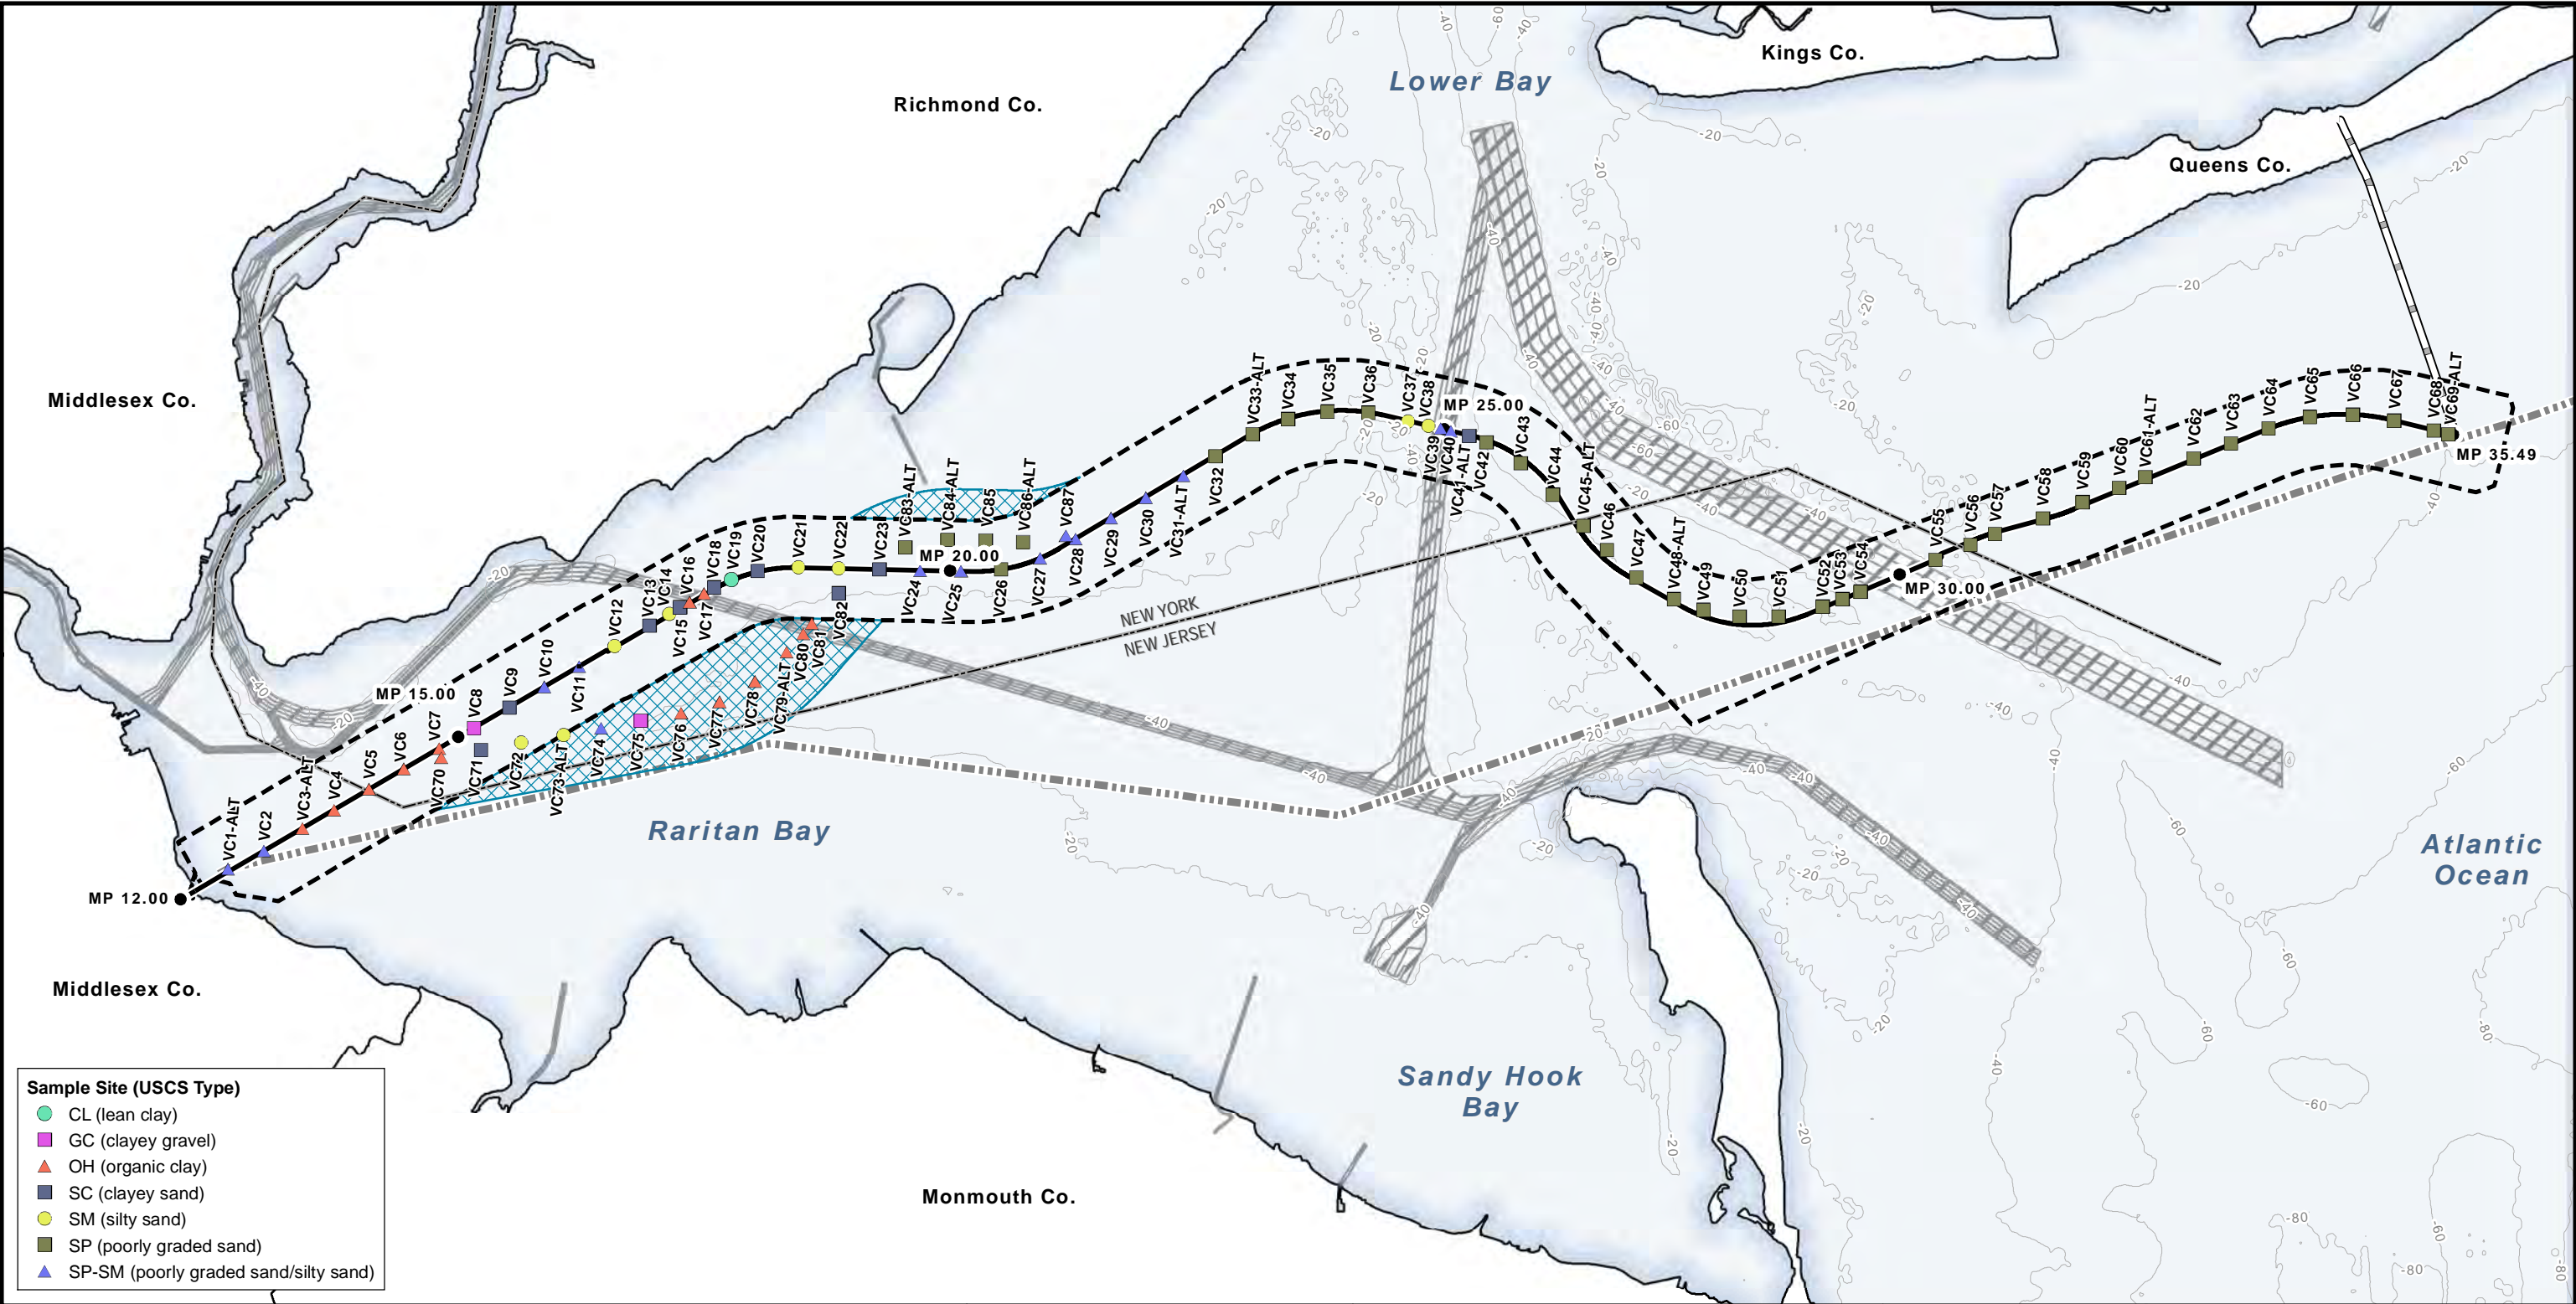 Kings Co.
Lower Bay
Richmond Co.
Queens Co.
Middlesex Co.
MP 25.00
MP 35.49
MP 20.00
MP 30.00
NEW YORK
NEW JERSEY
MP 15.00
MP 12.00
Raritan Bay
Atlantic
Ocean
Middlesex Co.
Sandy Hook
Bay
Monmouth Co.
VC1-ALT
VC2
VC3-ALT
VC4
VC5
VC6
VC7
VC8
VC9
VC10
VC11
VC12
VC13
VC14
VC15
VC16
VC17
VC18
VC19
VC20
VC21
VC22
VC23
VC24
VC25
VC26
VC27
VC28
VC29
VC30
VC31-ALT
VC32
VC33-ALT
VC34
VC35
VC36
VC37
VC38
VC39
VC40
VC41-ALT
VC42
VC43
VC44
VC45-ALT
VC46
VC47
VC48-ALT
VC49
VC50
VC51
VC52
VC53
VC54
VC55
VC56
VC57
VC58
VC59
VC60
VC61-ALT
VC62
VC63
VC64
VC65
VC66
VC67
VC68
VC69-ALT
VC70
VC71
VC72
VC73-ALT
VC74
VC75
VC76
VC77
VC78
VC79-ALT
VC80
VC81
VC82
VC83-ALT
VC84-ALT
VC85
VC86-ALT
VC87
-20
-40
-60
-80
Sample Site (USCS Type)
CL (lean clay)
GC (clayey gravel)
OH (organic clay)
SC (clayey sand)
SM (silty sand)
SP (poorly graded sand)
SP-SM (poorly graded sand/silty sand)